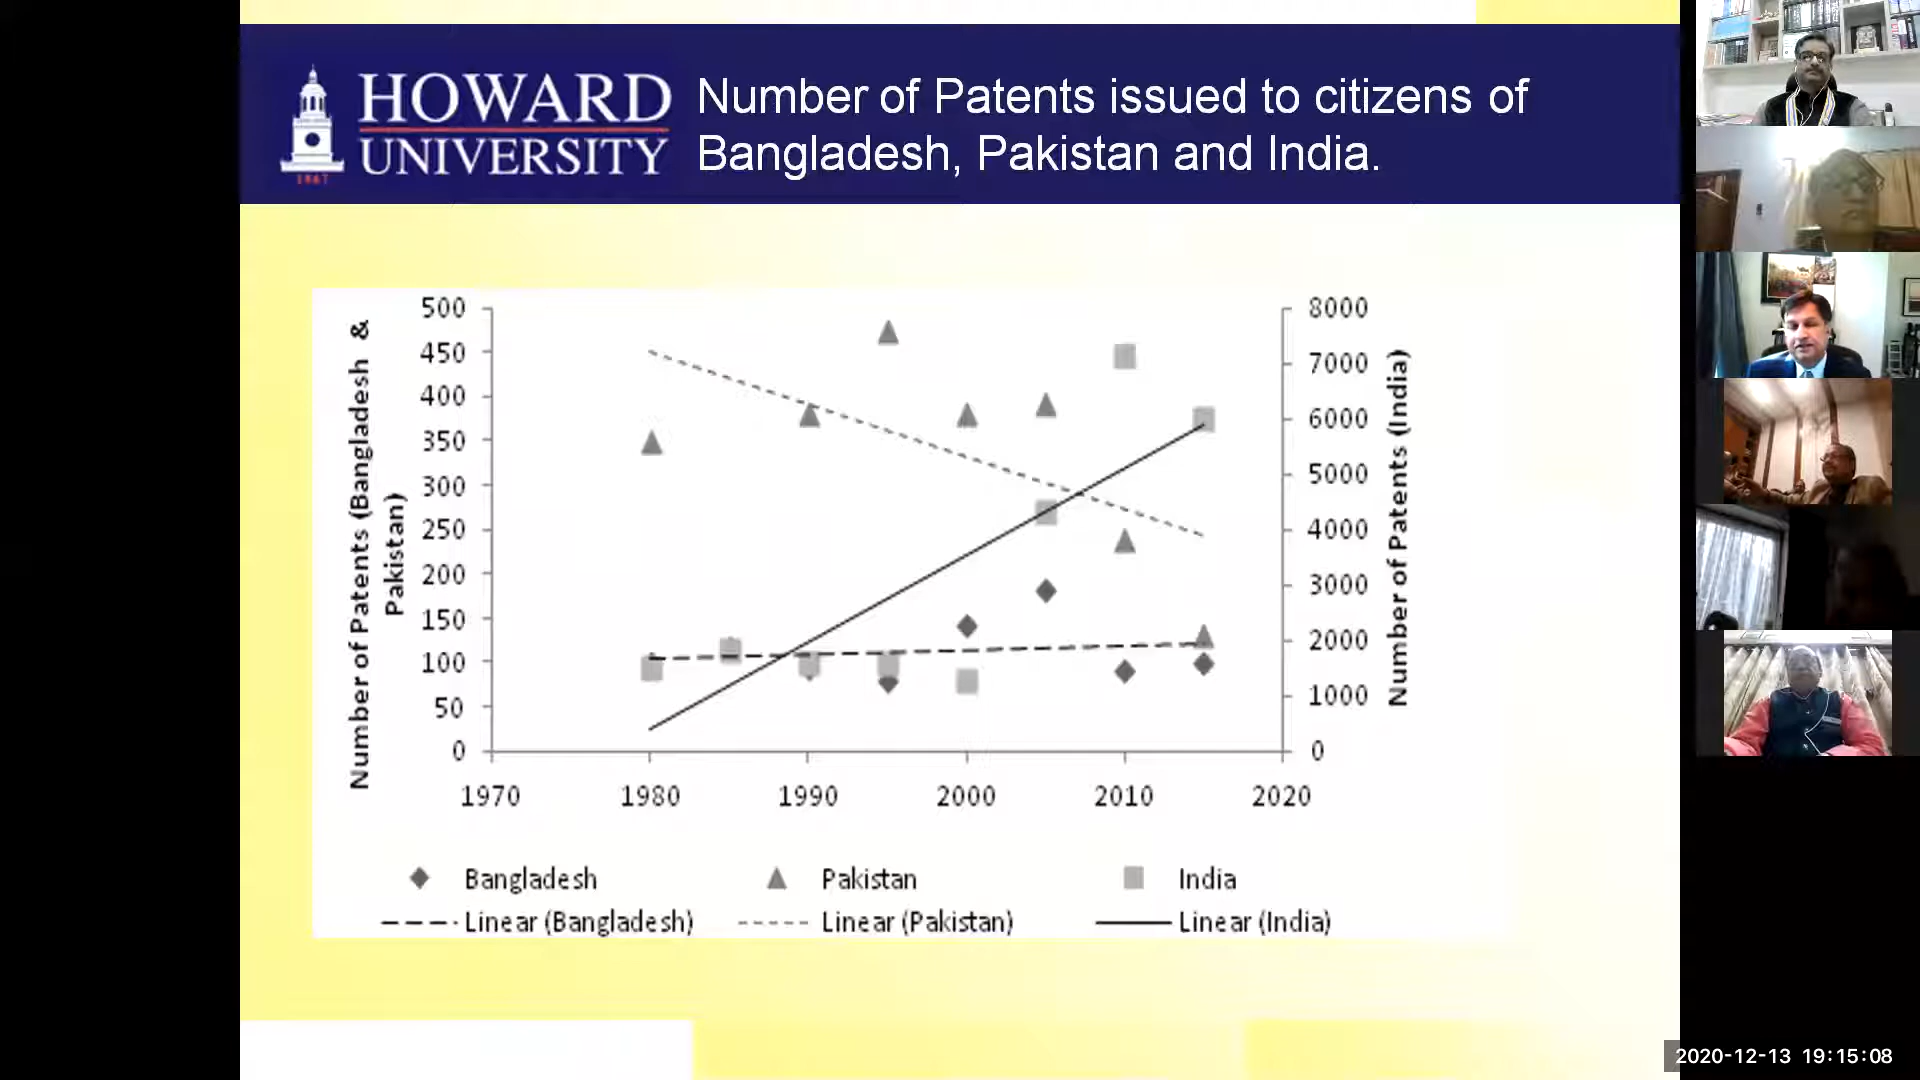 HOWARD
UNIVERSITY
1867
Number of Patents issued to citizens of
Bangladesh, Pakistan and India.
Number of Patents (Bangladesh &
Pakistan)
500
450
400
350
300
250
200
150
100
50
0
8000
7000
6000
5000
4000
3000
2000
1000
0
Number of Patents (India)
1970 1980 1990 2000 2010 2020
Bangladesh Pakistan India
Linear (Bangladesh) Linear (Pakistan) Linear (India)
2020-12-13 19:15:08